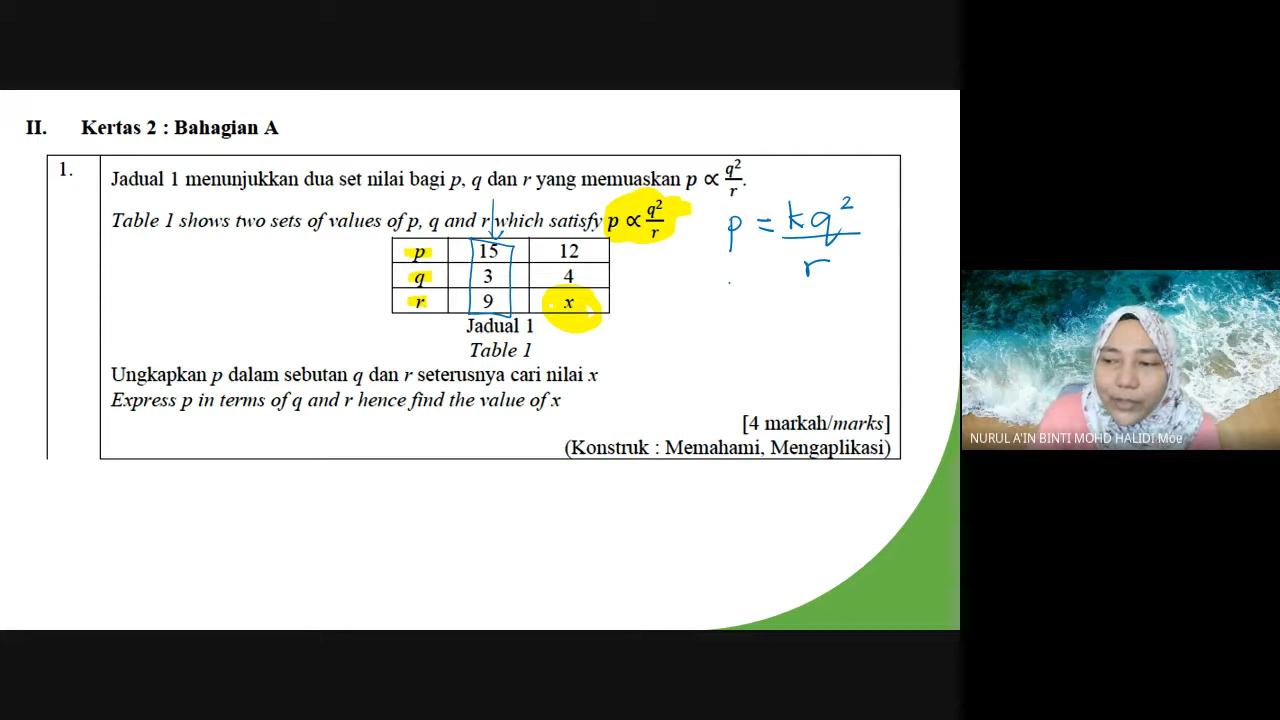 II. Kertas 2 : Bahagian A
1.
Jadual 1 menunjukkan dua set nilai bagi p, q dan r yang memuaskan p ∝ q²/r.
Table 1 shows two sets of values of p, q and r which satisfy p ∝ q²/r
p = kq²/r
p 15 12
q 3 4
r 9 x
Jadual 1
Table 1
Ungkapkan p dalam sebutan q dan r seterusnya cari nilai x
Express p in terms of q and r hence find the value of x
[4 markah/marks]
(Konstruk : Memahami, Mengaplikasi)
NURUL A'IN BINTI MOHD HALIDI Moe